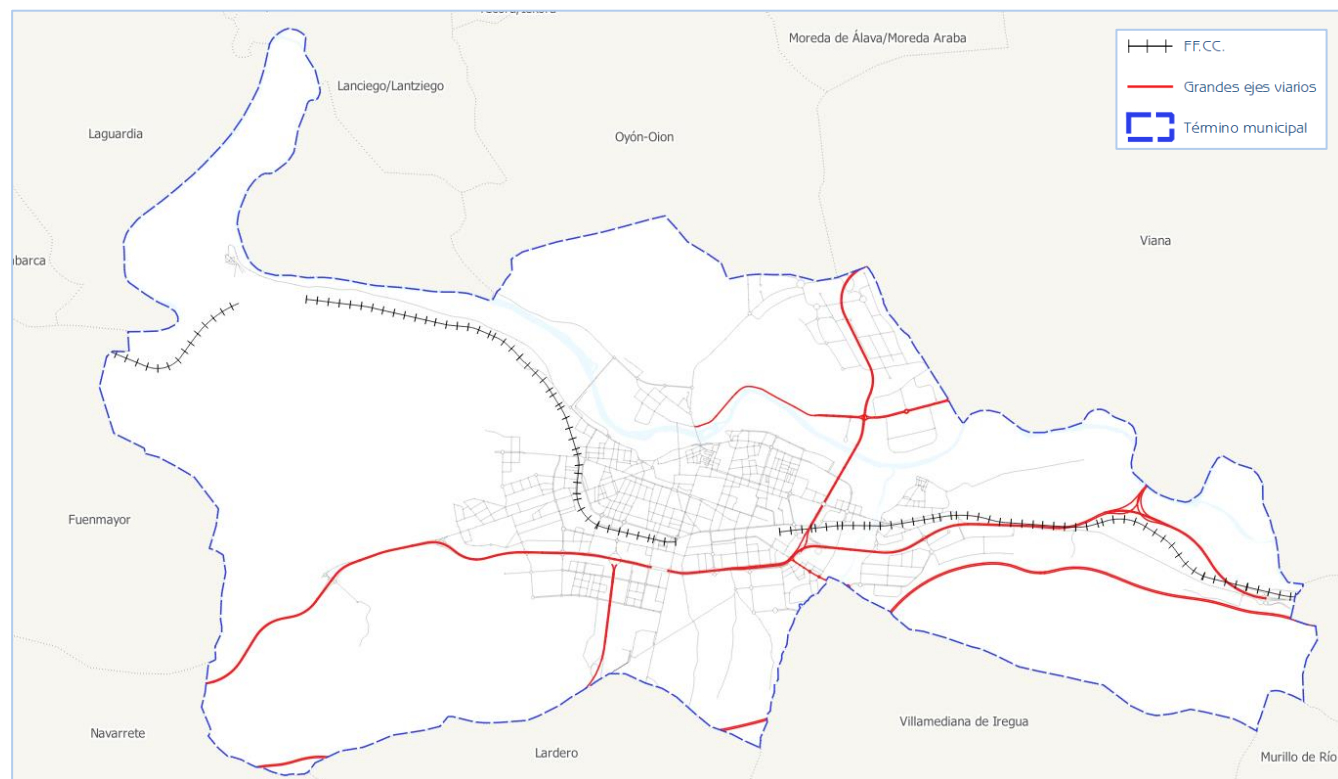 Moreda de Álava/Moreda Araba
FF.CC.
Lanciego/Lantziego
Grandes ejes viarios
Laguardia
Oyón-Oion
Término municipal
Viana
Fuenmayor
Navarrete
Lardero
Villamediana de Iregua
Murillo de Río